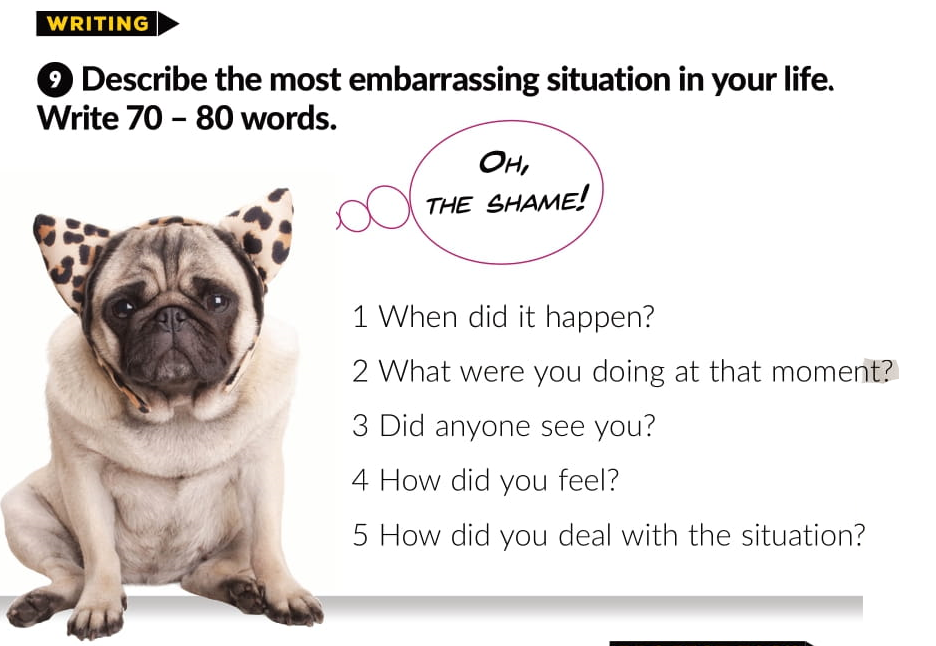 WRITING
9 Describe the most embarrassing situation in your life.
Write 70 – 80 words.
OH,
THE SHAME!
1 When did it happen?
2 What were you doing at that moment?
3 Did anyone see you?
4 How did you feel?
5 How did you deal with the situation?